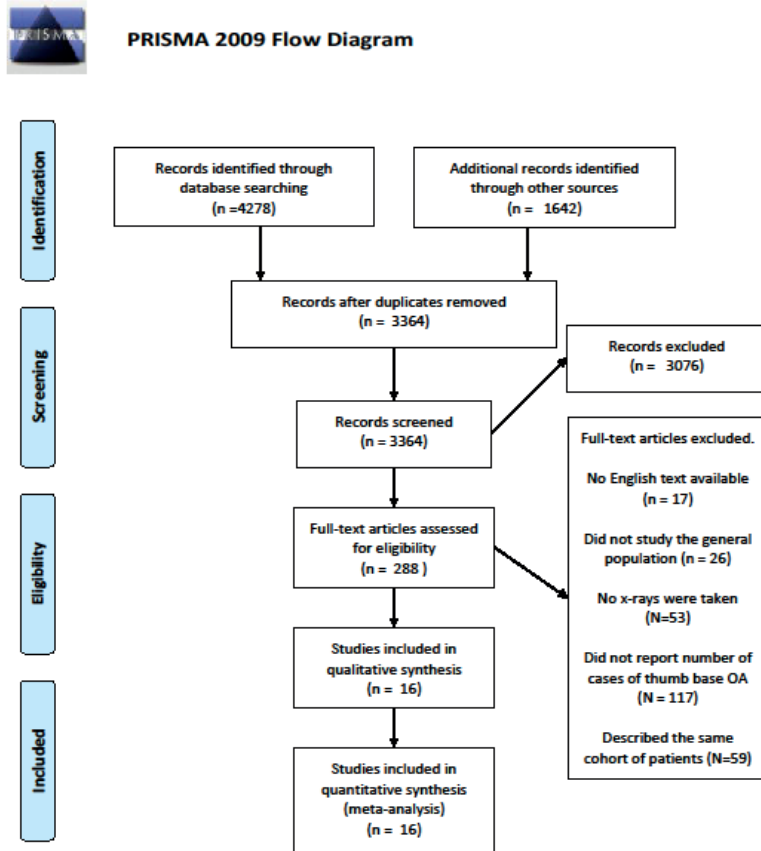 PRISMA
PRISMA 2009 Flow Diagram
Identification
Records identified through
database searching
(n =4278)
Additional records identified
through other sources
(n = 1642)
Records after duplicates removed
(n = 3364)
Screening
Records excluded
(n = 3076)
Records screened
(n = 3364)
Full-text articles excluded.
No English text available
(n = 17)
Did not study the general
population (n = 26)
No x-rays were taken
(N=53)
Did not report number of
cases of thumb base OA
(N = 117)
Described the same
cohort of patients (N=59)
Eligibility
Full-text articles assessed
for eligibility
(n = 288 )
Studies included in
qualitative synthesis
(n = 16)
Included
Studies included in
quantitative synthesis
(meta-analysis)
(n = 16)